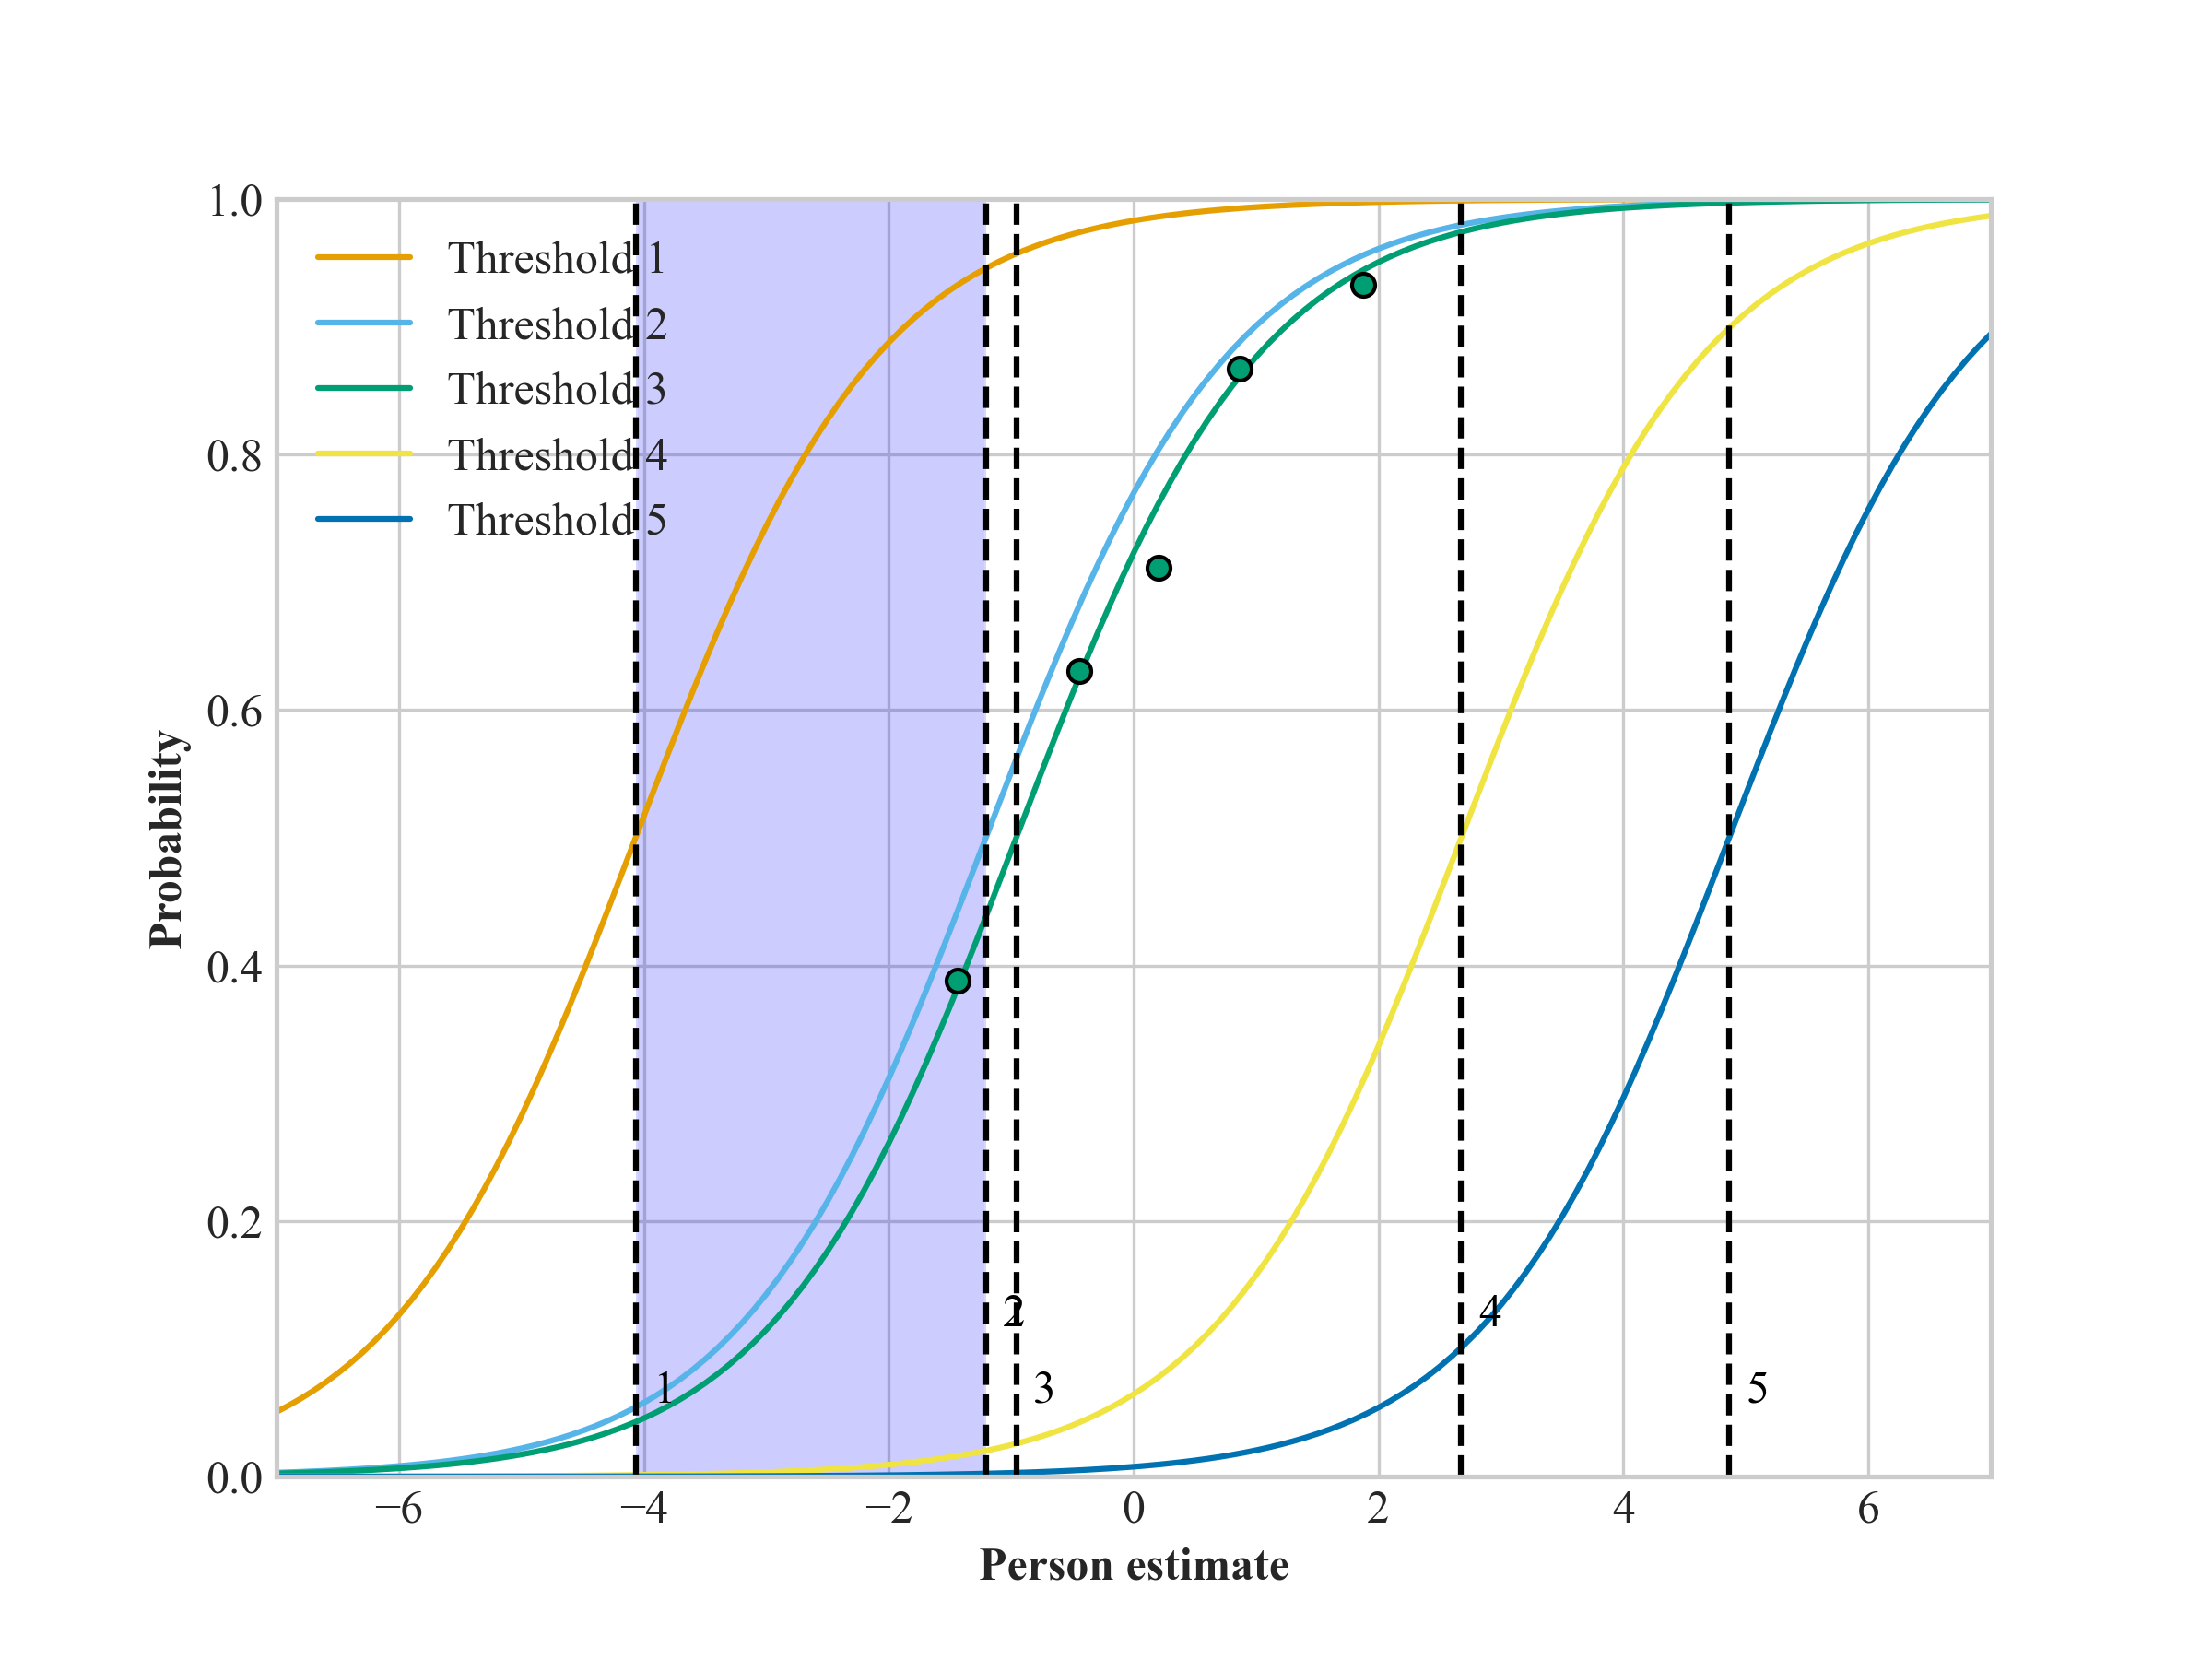 1.0
0.8
0.6
0.4
0.2
0.0
Probability
Threshold 1
Threshold 2
Threshold 3
Threshold 4
Threshold 5
1
2
3
4
5
−6
−4
−2
0
2
4
6
Person estimate